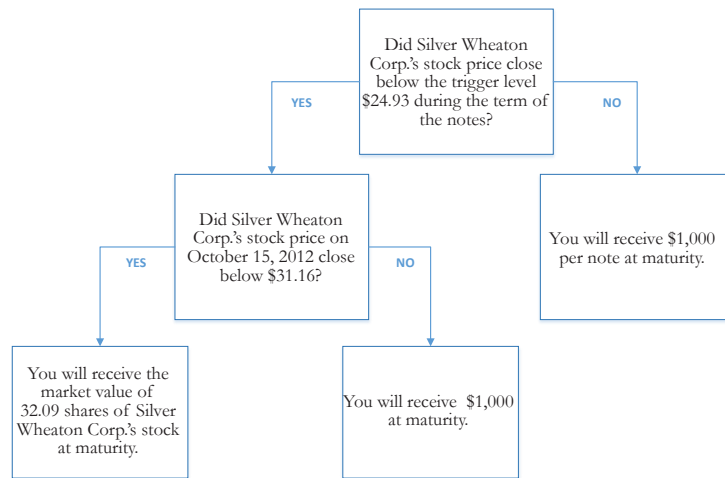 Did Silver Wheaton
Corp.'s stock price close
below the trigger level
$24.93 during the term of
the notes?
YES
NO
Did Silver Wheaton
Corp.'s stock price on
October 15, 2012 close
below $31.16?
You will receive $1,000
per note at maturity.
YES
NO
You will receive the
market value of
32.09 shares of Silver
Wheaton Corp.'s stock
at maturity.
You will receive $1,000
at maturity.